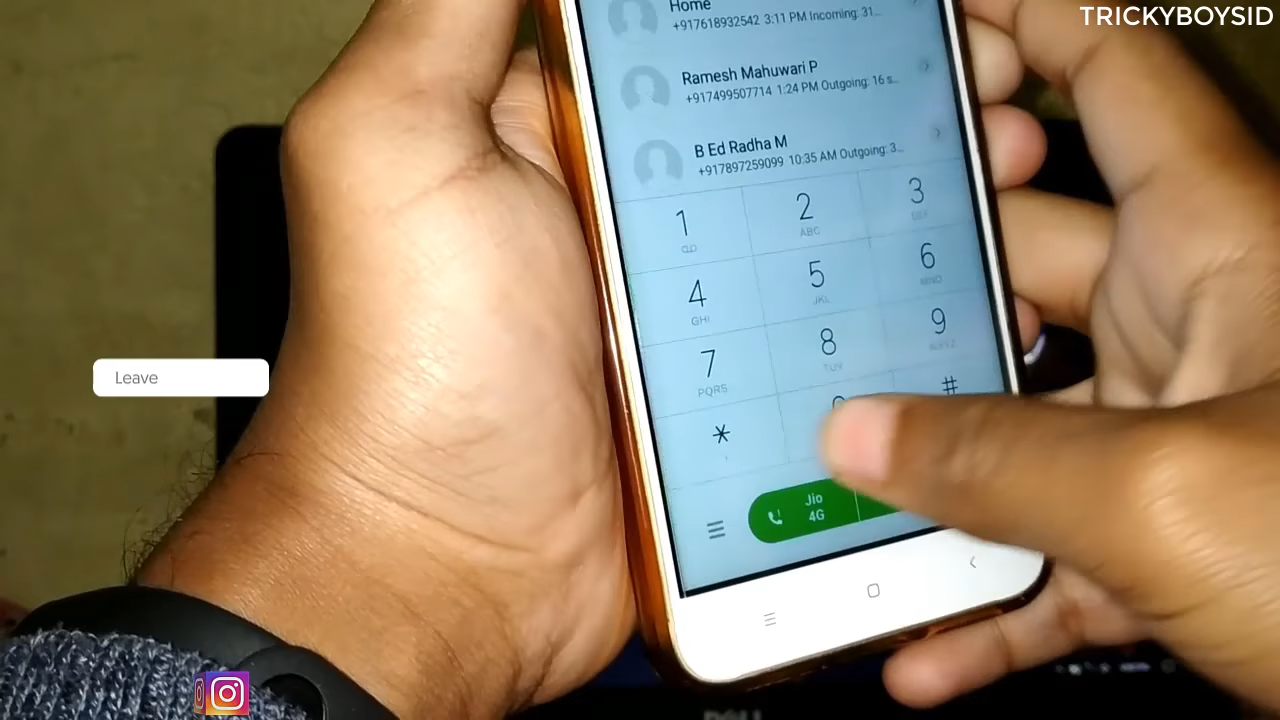 TRICKYBOYSID
Home
+917618932542 3:11 PM Incoming: 31...
Ramesh Mahuwari P
+917499507714 1:24 PM Outgoing: 16 s...
B Ed Radha M
+917897259099 10:35 AM Outgoing: 3...
1 2 3
ABC
4 5 6
GHI JKL MNO
7 8 9
PQRS TUV WXYZ
* #
Leave
Jio
4G
DELL